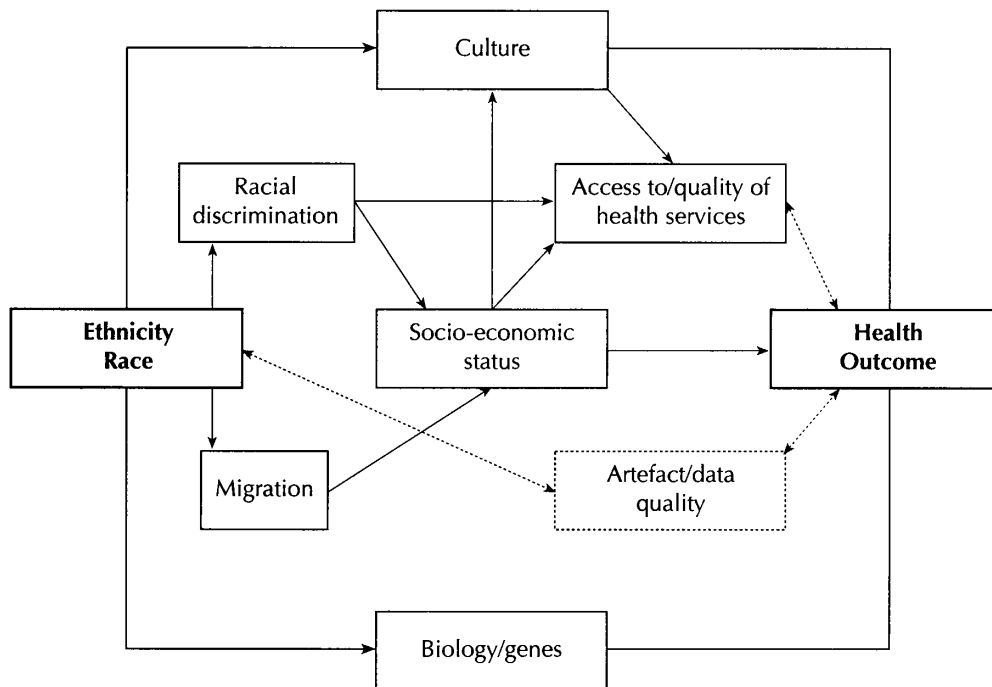 Culture
Racial
discrimination
Access to/quality of
health services
Ethnicity
Race
Socio-economic
status
Health
Outcome
Migration
Artefact/data
quality
Biology/genes